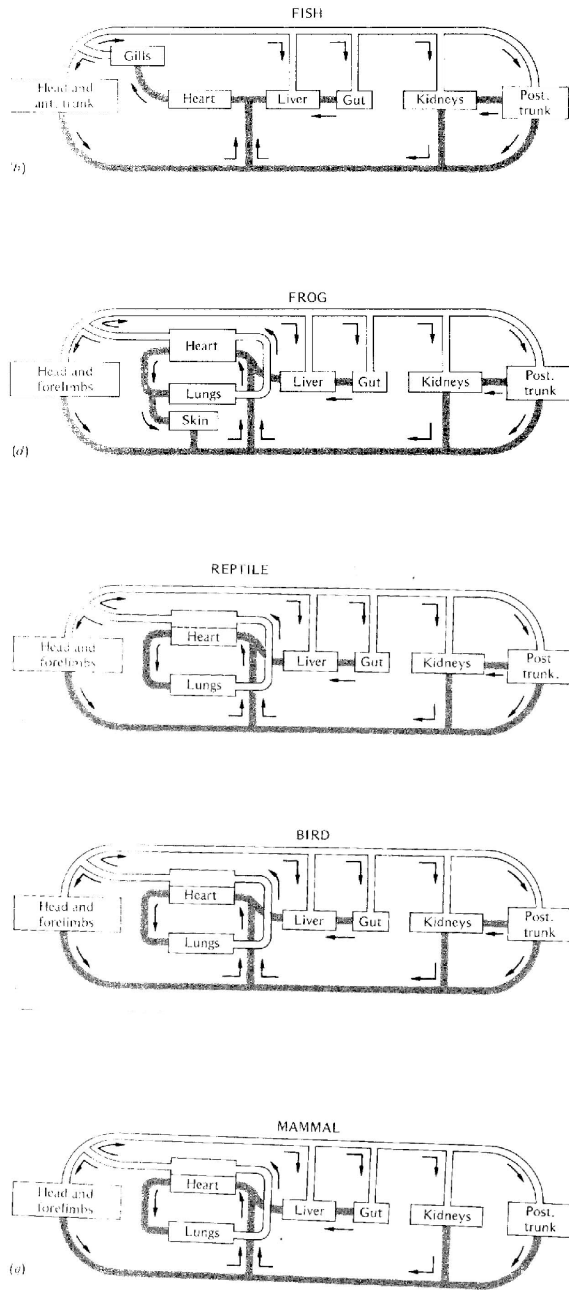 FISH
Gills
Head and
ant. trunk
Heart
Liver
Gut
Kidneys
Post.
trunk
(b)
FROG
Heart
Head and
forelimbs
Lungs
Liver
Gut
Kidneys
Post.
trunk
Skin
(d)
REPTILE
Head and
forelimbs
Heart
Lungs
Liver
Gut
Kidneys
Post
trunk.
BIRD
Head and
forelimbs
Heart
Lungs
Liver
Gut
Kidneys
Post.
trunk
MAMMAL
Head and
forelimbs
Heart
Lungs
Liver
Gut
Kidneys
Post.
trunk
(e)